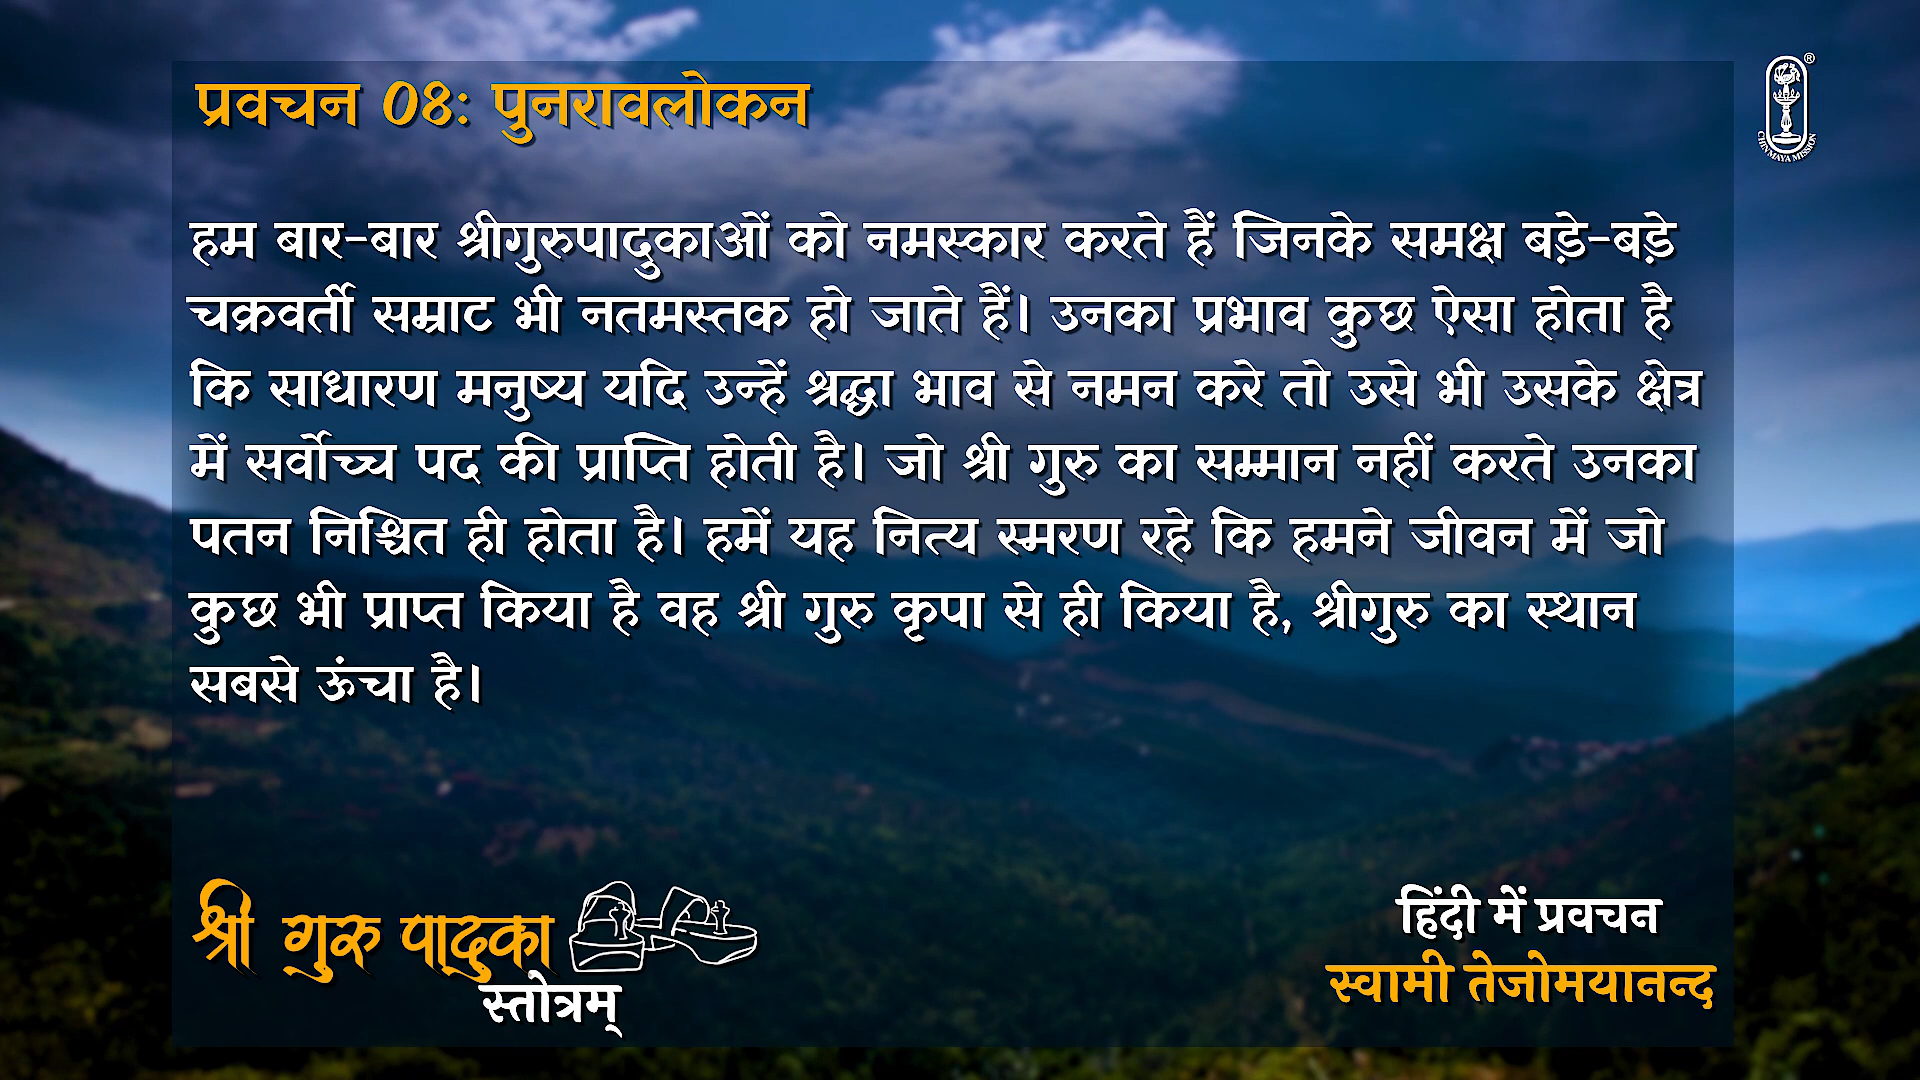 प्रवचन 08: पुनरावलोकन
हम बार-बार श्रीगुरुपादुकाओं को नमस्कार करते हैं जिनके समक्ष बड़े-बड़े
चक्रवर्ती सम्राट भी नतमस्तक हो जाते हैं। उनका प्रभाव कुछ ऐसा होता है
कि साधारण मनुष्य यदि उन्हें श्रद्धा भाव से नमन करे तो उसे भी उसके क्षेत्र
में सर्वोच्च पद की प्राप्ति होती है। जो श्री गुरु का सम्मान नहीं करते उनका
पतन निश्चित ही होता है। हमें यह नित्य स्मरण रहे कि हमने जीवन में जो
कुछ भी प्राप्त किया है वह श्री गुरु कृपा से ही किया है, श्रीगुरु का स्थान
सबसे ऊंचा है।
श्री गुरु पादुका
स्तोत्रम्
हिंदी में प्रवचन
स्वामी तेजोमयानन्द
®
CHINMAYA MISSION